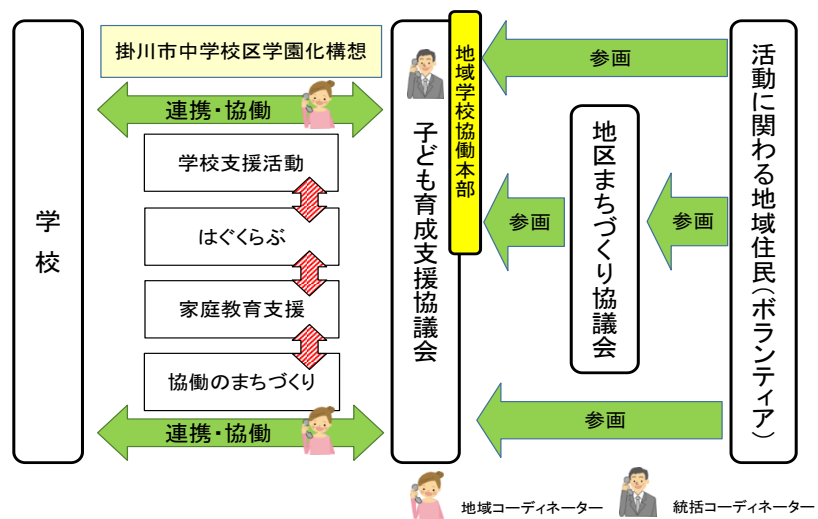 掛川市中学校区学園化構想
連携・協働
学校支援活動
はぐくらぶ
家庭教育支援
協働のまちづくり
連携・協働
学校
子ども育成支援協議会
地域学校協働本部
参画
参画
参画
参画
地区まちづくり協議会
活動に関わる地域住民(ボランティア)
地域コーディネーター
統括コーディネーター